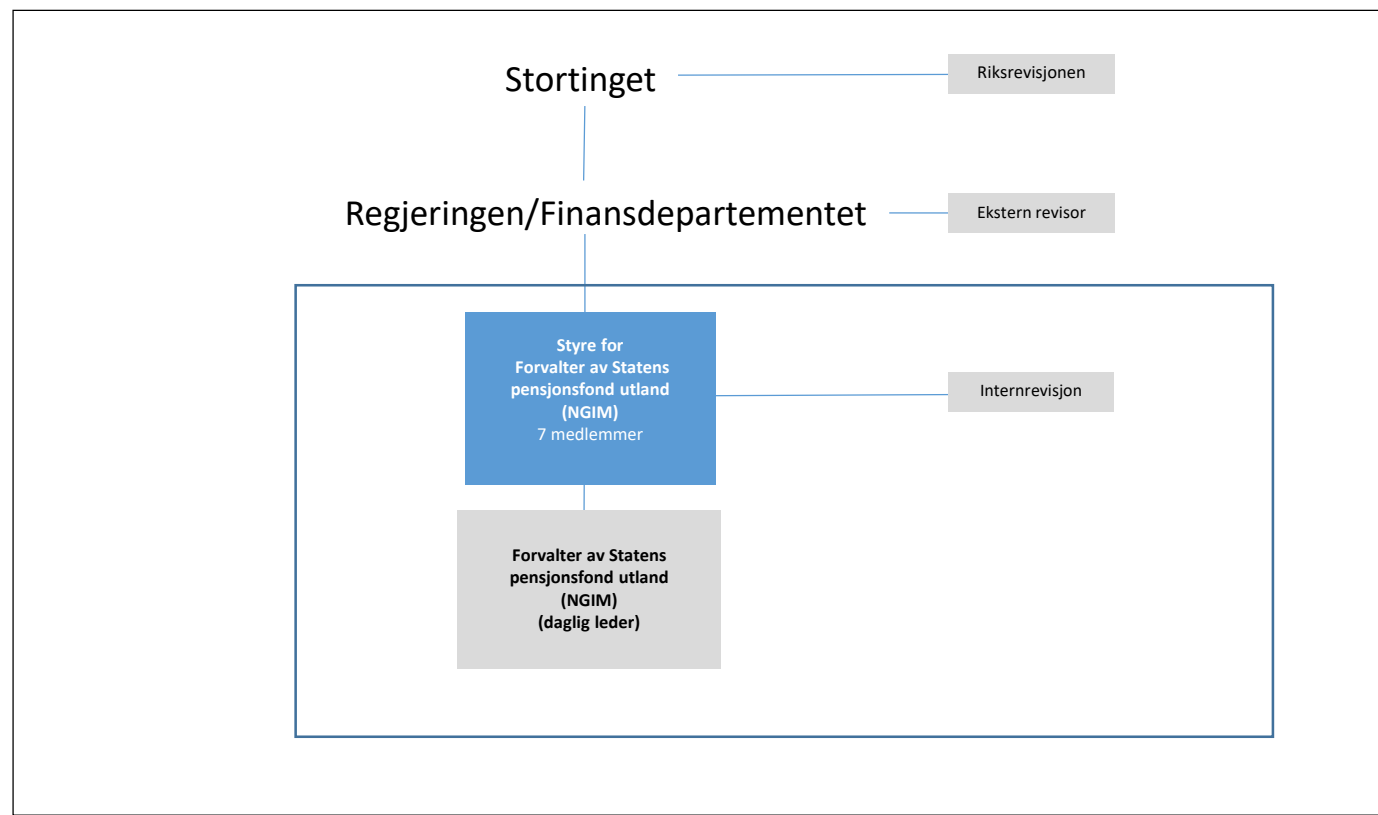 Stortinget
Riksrevisjonen
Regjeringen/Finansdepartementet
Ekstern revisor
Styre for
Forvalter av Statens
pensjonsfond utland
(NGIM)
7 medlemmer
Internrevisjon
Forvalter av Statens
pensjonsfond utland
(NGIM)
(daglig leder)